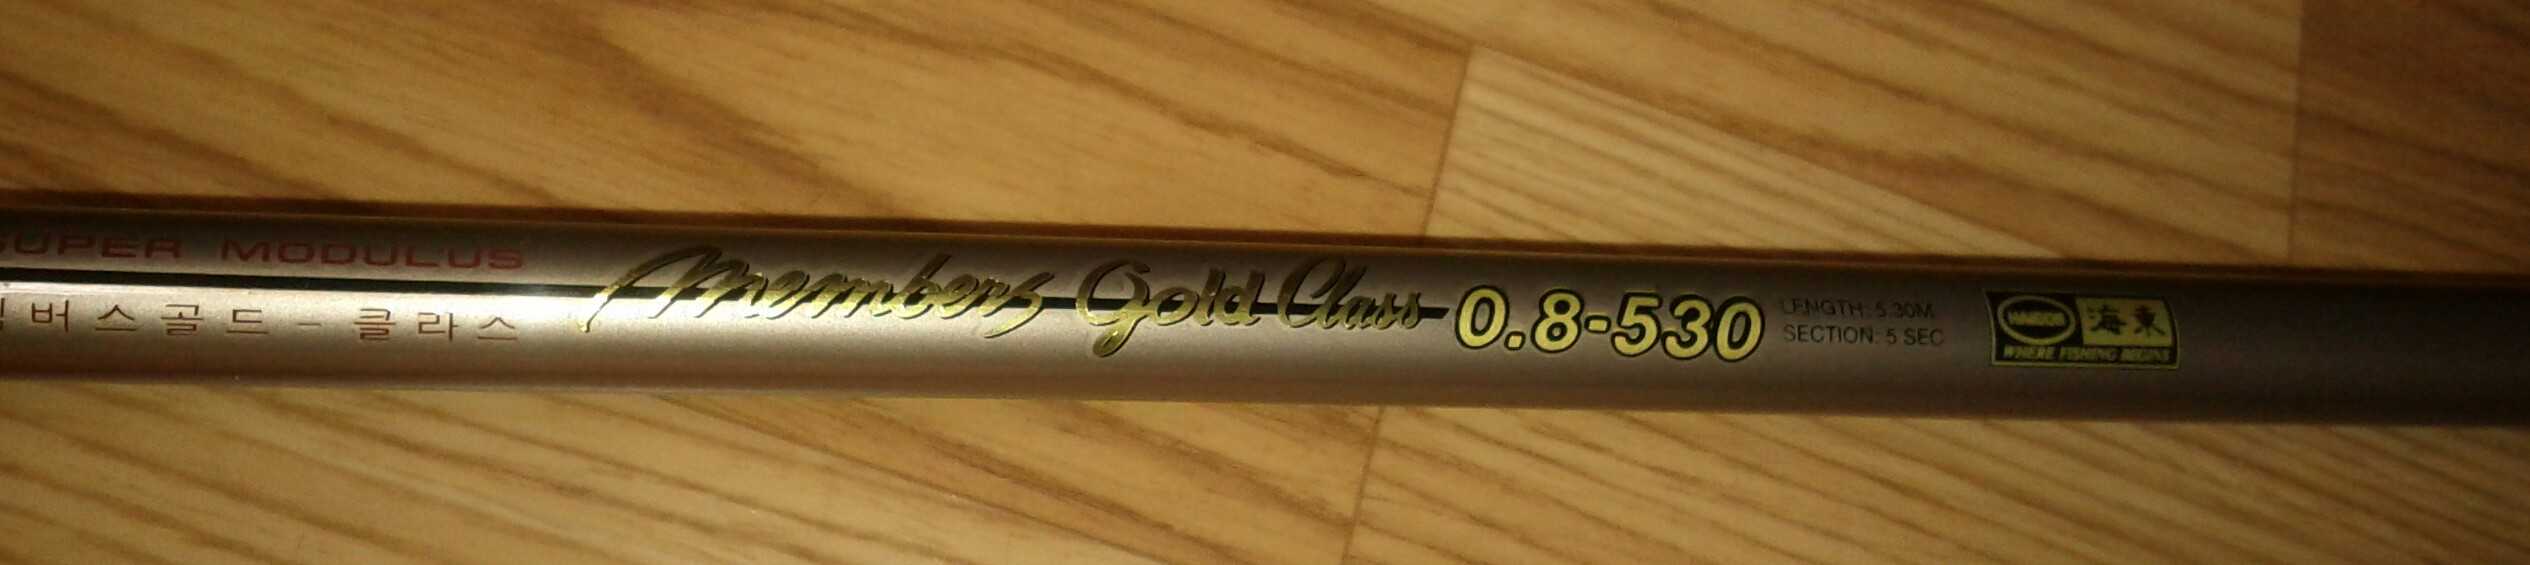 SUPER MODULUS
버스골드-클라스
Members Gold Class 0.8-530
LENGTH: 5.30M
SECTION: 5 SEC
海東
WHERE FISHING BEGINS